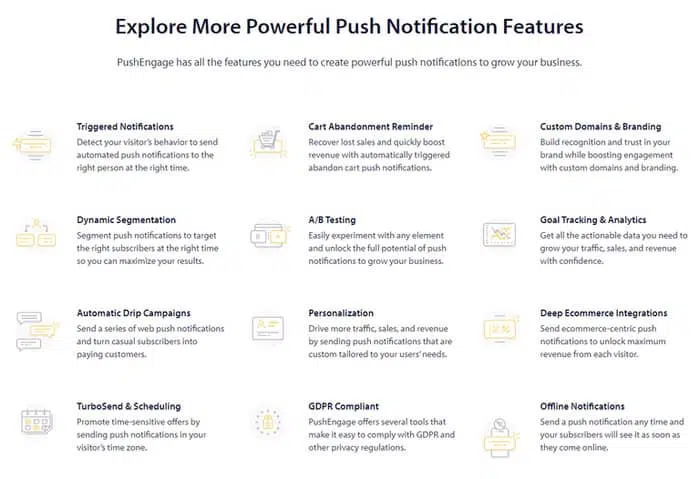 Explore More Powerful Push Notification Features
PushEngage has all the features you need to create powerful push notifications to grow your business.
Triggered Notifications
Detect your visitor's behavior to send
automated push notifications to the
right person at the right time.
Cart Abandonment Reminder
Recover lost sales and quickly boost
revenue with automatically triggered
abandon cart push notifications.
Custom Domains & Branding
Build recognition and trust in your
brand while boosting engagement
with custom domains and branding.
Dynamic Segmentation
Segment push notifications to target
the right subscribers at the right time
so you can maximize your results.
A/B Testing
Easily experiment with any element
and unlock the full potential of push
notifications to grow your business.
Goal Tracking & Analytics
Get all the actionable data you need to
grow your traffic, sales, and revenue
with confidence.
Automatic Drip Campaigns
Send a series of web push notifications
and turn casual subscribers into
paying customers.
Personalization
Drive more traffic, sales, and revenue
by sending push notifications that are
custom tailored to your users' needs.
Deep Ecommerce Integrations
Send ecommerce-centric push
notifications to unlock maximum
revenue from each visitor.
TurboSend & Scheduling
Promote time-sensitive offers by
sending push notifications in your
visitor's time zone.
GDPR Compliant
PushEngage offers several tools that
make it easy to comply with GDPR and
other privacy regulations.
Offline Notifications
Send a push notification any time and
your subscribers will see it as soon as
they come online.